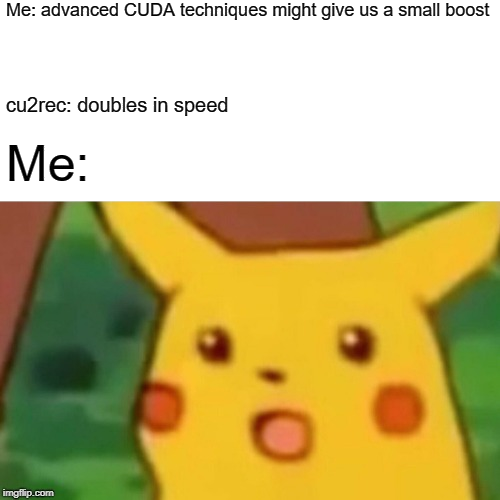 Me: advanced CUDA techniques might give us a small boost
cu2rec: doubles in speed
Me:
imgflip.com